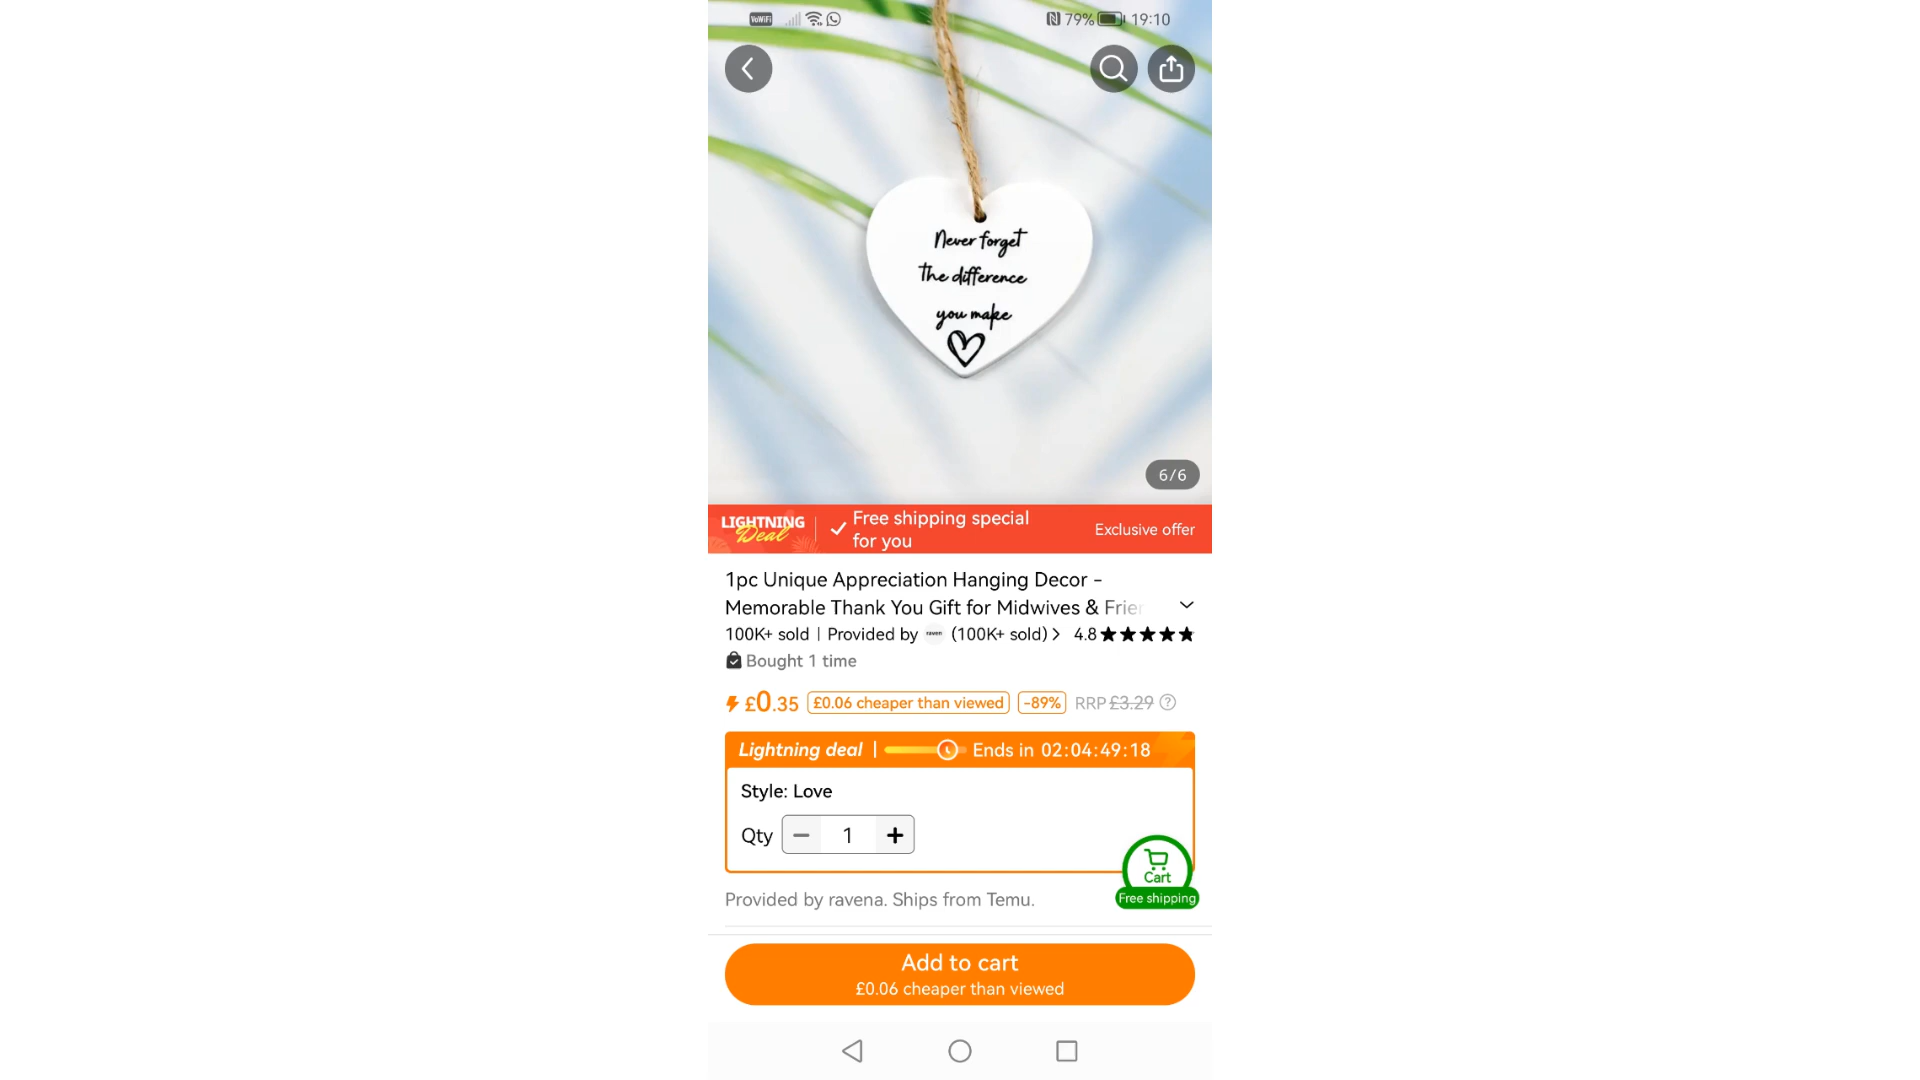 VoWiFi 79% 19:10
Never forget
the difference
you make
6/6
LIGHTNING
Deal
Free shipping special
for you
Exclusive offer
1pc Unique Appreciation Hanging Decor -
Memorable Thank You Gift for Midwives & Frie
100K+ sold | Provided by raven (100K+ sold) > 4.8
Bought 1 time
£0.35 £0.06 cheaper than viewed -89% RRP £3.29 ?
Lightning deal | Ends in 02:04:49:18
Style: Love
Qty − 1 +
Cart
Free shipping
Provided by ravena. Ships from Temu.
Add to cart
£0.06 cheaper than viewed